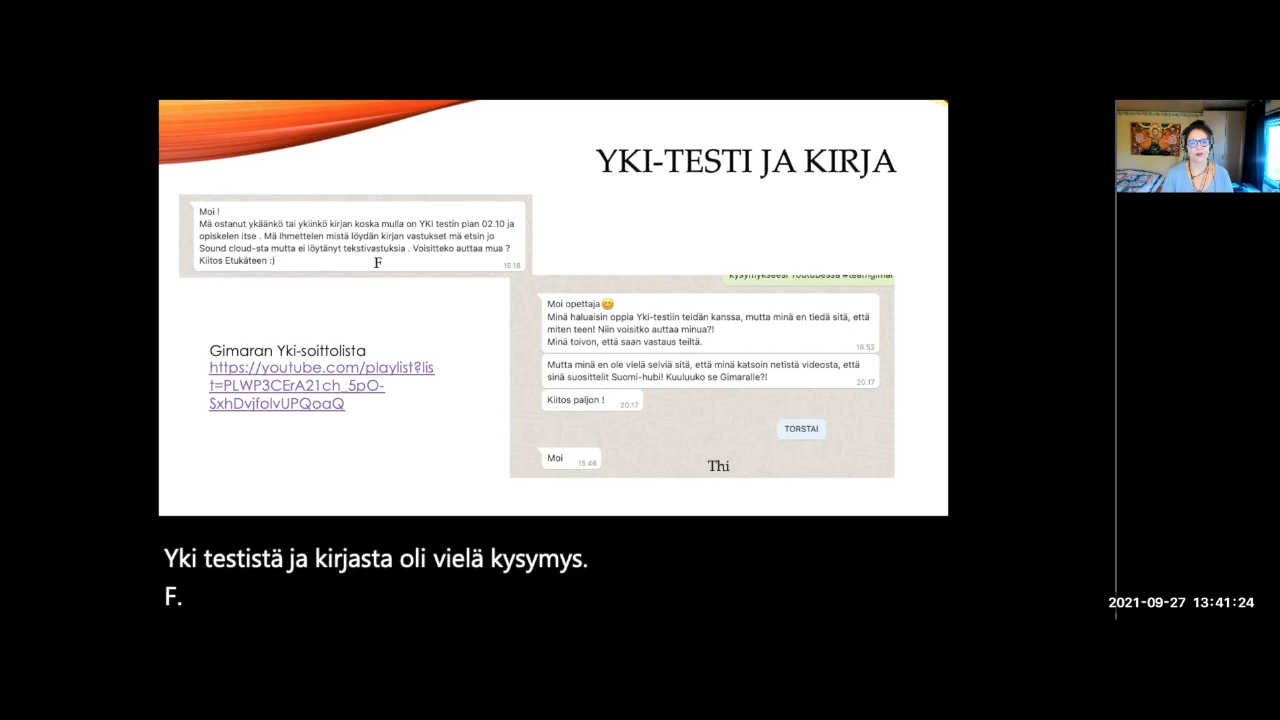 YKI-TESTI JA KIRJA
Moi !
Mä ostanut ykäänkö tai ykiinkö kirjan koska mulla on YKI testin pian 02.10 ja
opiskelen itse . Mä Ihmettelen mistä löydän kirjan vastukset mä etsin jo
Sound cloud-sta mutta ei löytänyt tekstivastuksia . Voisitteko auttaa mua ?
Kiitos Etukäteen :)
F
15.18
kysymykseesi Youtubessa #teamgimar
Moi opettaja😊
Minä haluaisin oppia Yki-testiin teidän kanssa, mutta minä en tiedä sitä, että
miten teen! Niin voisitko auttaa minua?!
Minä toivon, että saan vastaus teiltä.
18.52
Mutta minä en ole vielä selviä sitä, että minä katsoin netistä videosta, että
sinä suosittelit Suomi-hubi! Kuuluuko se Gimaralle?!
20.17
Kiitos paljon !
20.17
TORSTAI
Moi
15.46
Thi
Gimaran Yki-soittolista
https://youtube.com/playlist?lis
t=PLWP3CErA21ch_5pO-
SxhDvjfolvUPQoaQ
Yki testistä ja kirjasta oli vielä kysymys.
F.
2021-09-27 13:41:24